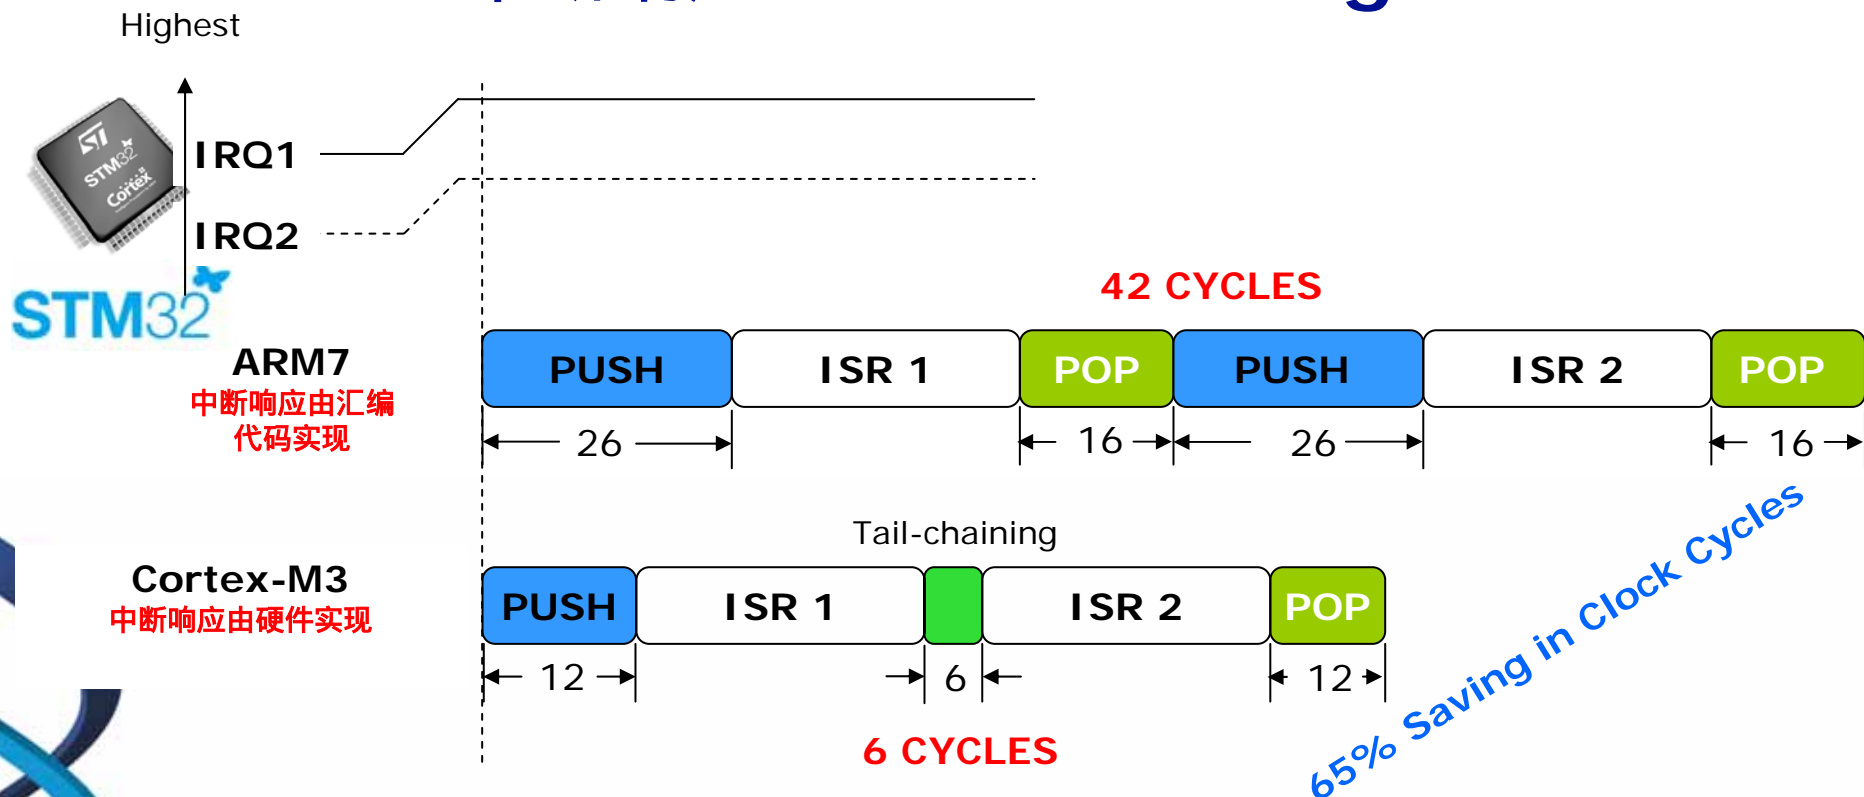 Highest
IRQ1
IRQ2
STM32
Cortex
STM32
42 CYCLES
ARM7
中断响应由汇编
代码实现
PUSH
ISR 1
POP
PUSH
ISR 2
POP
26
16
26
16
Tail-chaining
Cortex-M3
中断响应由硬件实现
PUSH
ISR 1
ISR 2
POP
12
6
12
6 CYCLES
65% Saving in Clock Cycles